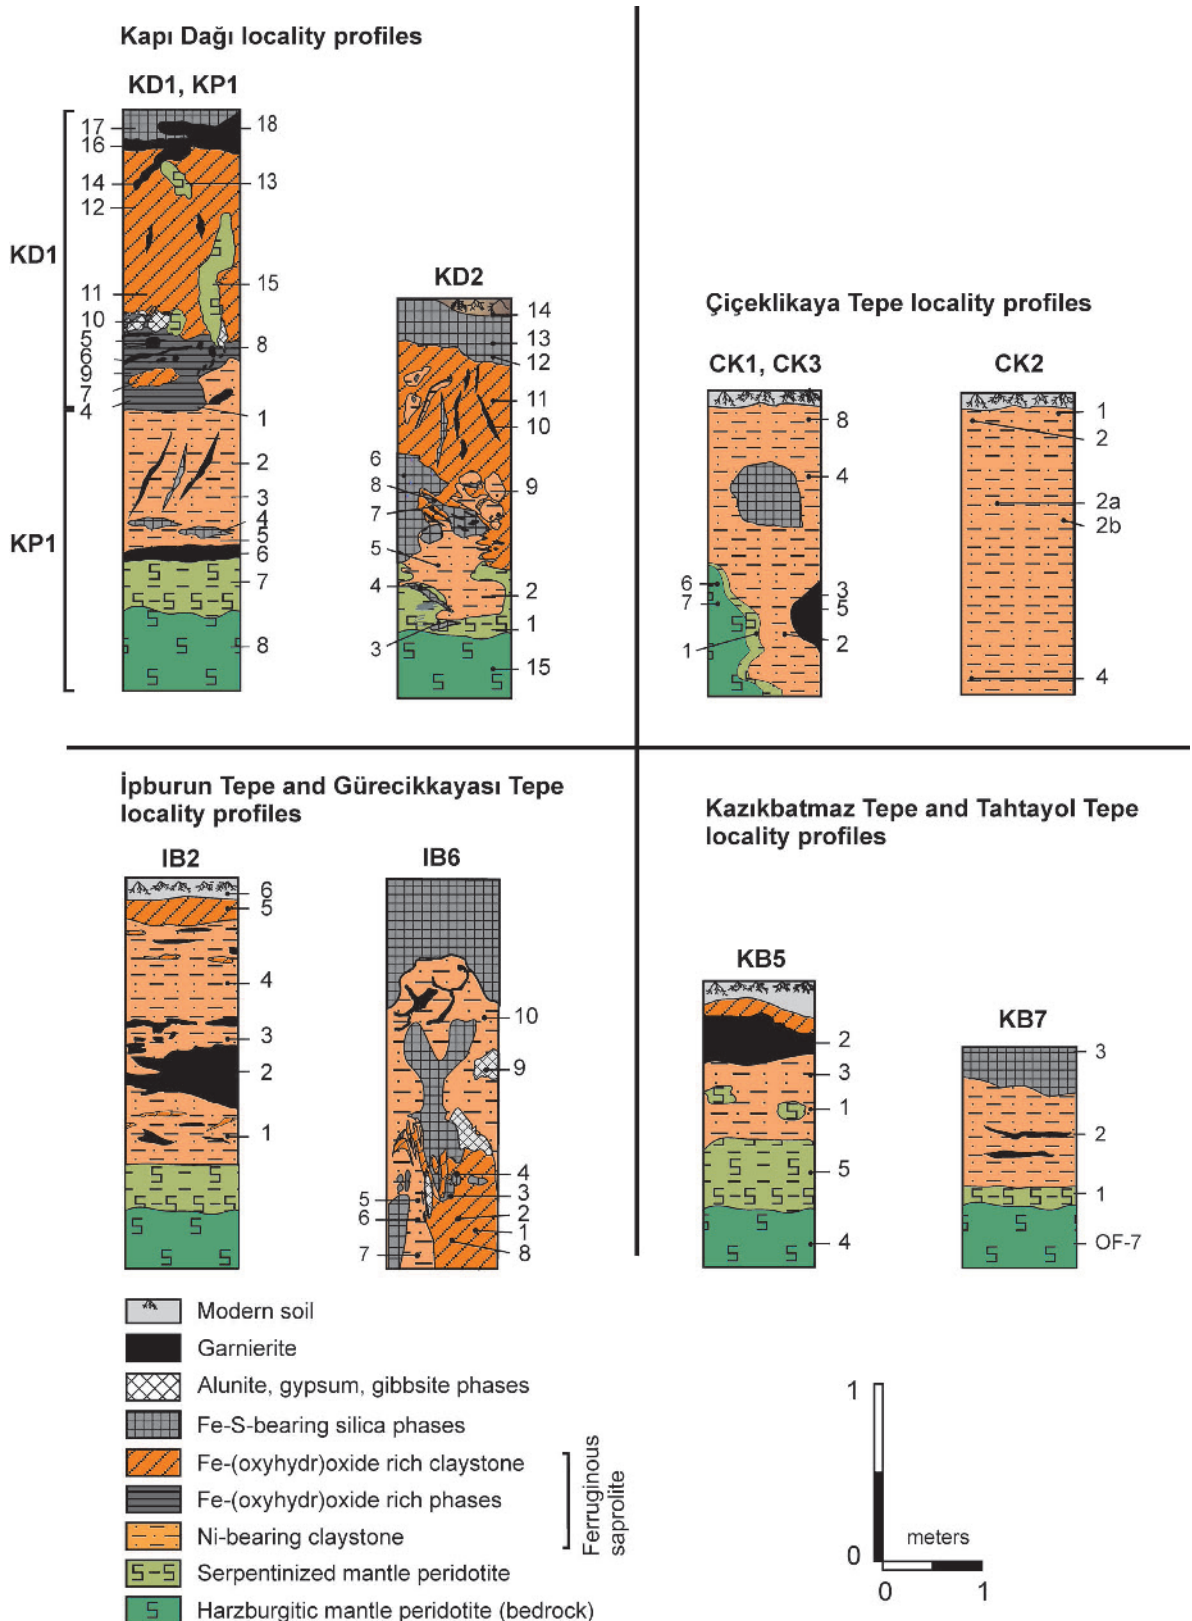 Kapı Dağı locality profiles
KD1, KP1
17
18
16
14
13
12
KD1
15
11
10
5
8
6
9
7
4
1
2
3
4
5
KP1
6
7
8
KD2
14
13
12
11
10
6
8
9
7
5
4
2
1
3
15
Çiçeklikaya Tepe locality profiles
CK1, CK3
8
4
6
3
7
5
1
2
CK2
1
2
2a
2b
4
İpburun Tepe and Gürecikkayası Tepe
locality profiles
IB2
6
5
4
3
2
1
IB6
10
9
4
5
3
6
2
1
7
8
Kazıkbatmaz Tepe and Tahtayol Tepe
locality profiles
KB5
2
3
1
5
4
KB7
3
2
1
OF-7
Modern soil
Garnierite
Alunite, gypsum, gibbsite phases
Fe-S-bearing silica phases
Fe-(oxyhydr)oxide rich claystone
Fe-(oxyhydr)oxide rich phases
Ni-bearing claystone
Ferruginous
saprolite
Serpentinized mantle peridotite
Harzburgitic mantle peridotite (bedrock)
1
meters
0
0
1